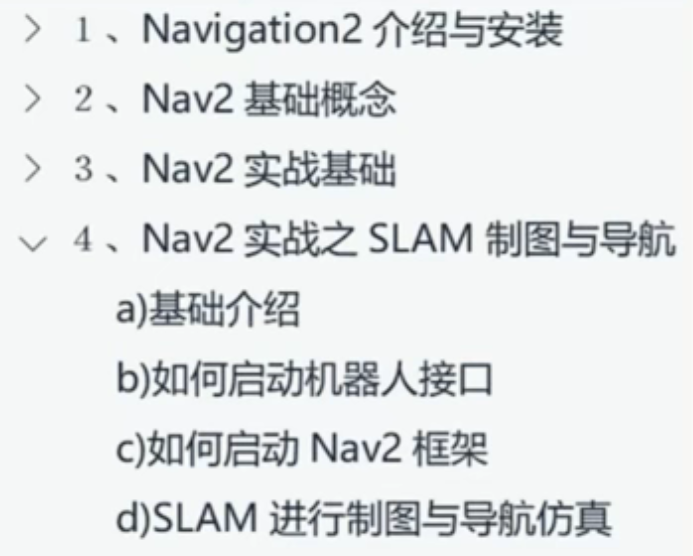 1、Navigation2 介绍与安装
2、Nav2 基础概念
3、Nav2 实战基础
4、Nav2 实战之 SLAM 制图与导航
a)基础介绍
b)如何启动机器人接口
c)如何启动 Nav2 框架
d)SLAM 进行制图与导航仿真